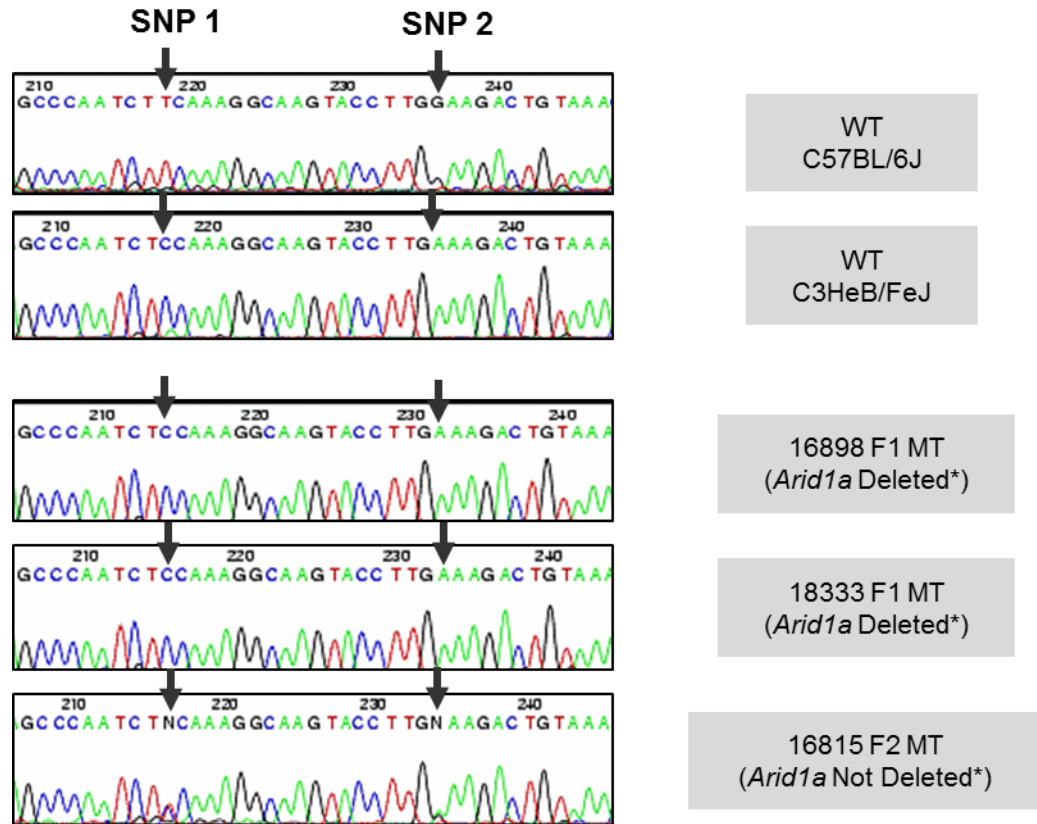 SNP 1 SNP 2
210 220 230 240
GCCCAATCTTCAAAGGCAAGTACCTTGGAAGACTGTAAA
WT
C57BL/6J
210 220 230 240
GCCCAATCTCCAAAGGCAAGTACCTTGAAAGACTGTAAA
WT
C3HeB/FeJ
210 220 230 240
GCCCAATCTCCAAAGGCAAGTACCTTGAAAGACTGTAAA
16898 F1 MT
(Arid1a Deleted*)
210 220 230 240
GCCCAATCTCCAAAGGCAAGTACCTTGAAAGACTGTAAA
18333 F1 MT
(Arid1a Deleted*)
210 220 230 240
GCCCAATCTNCAAAGGCAAGTACCTTGNAAGACTGTAAA
16815 F2 MT
(Arid1a Not Deleted*)